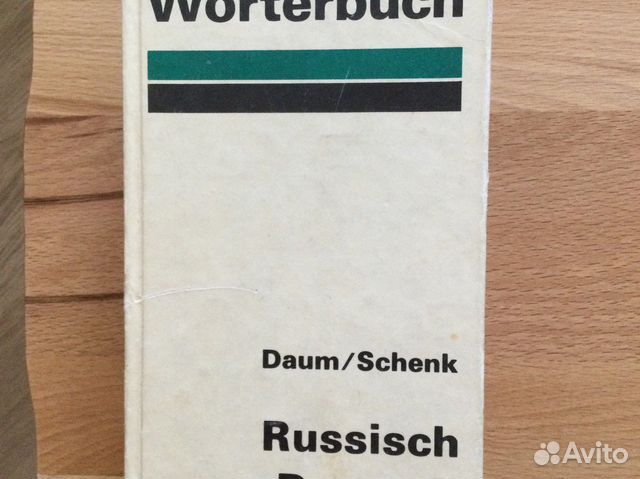 Wörterbuch
Daum/Schenk
Russisch
Avito